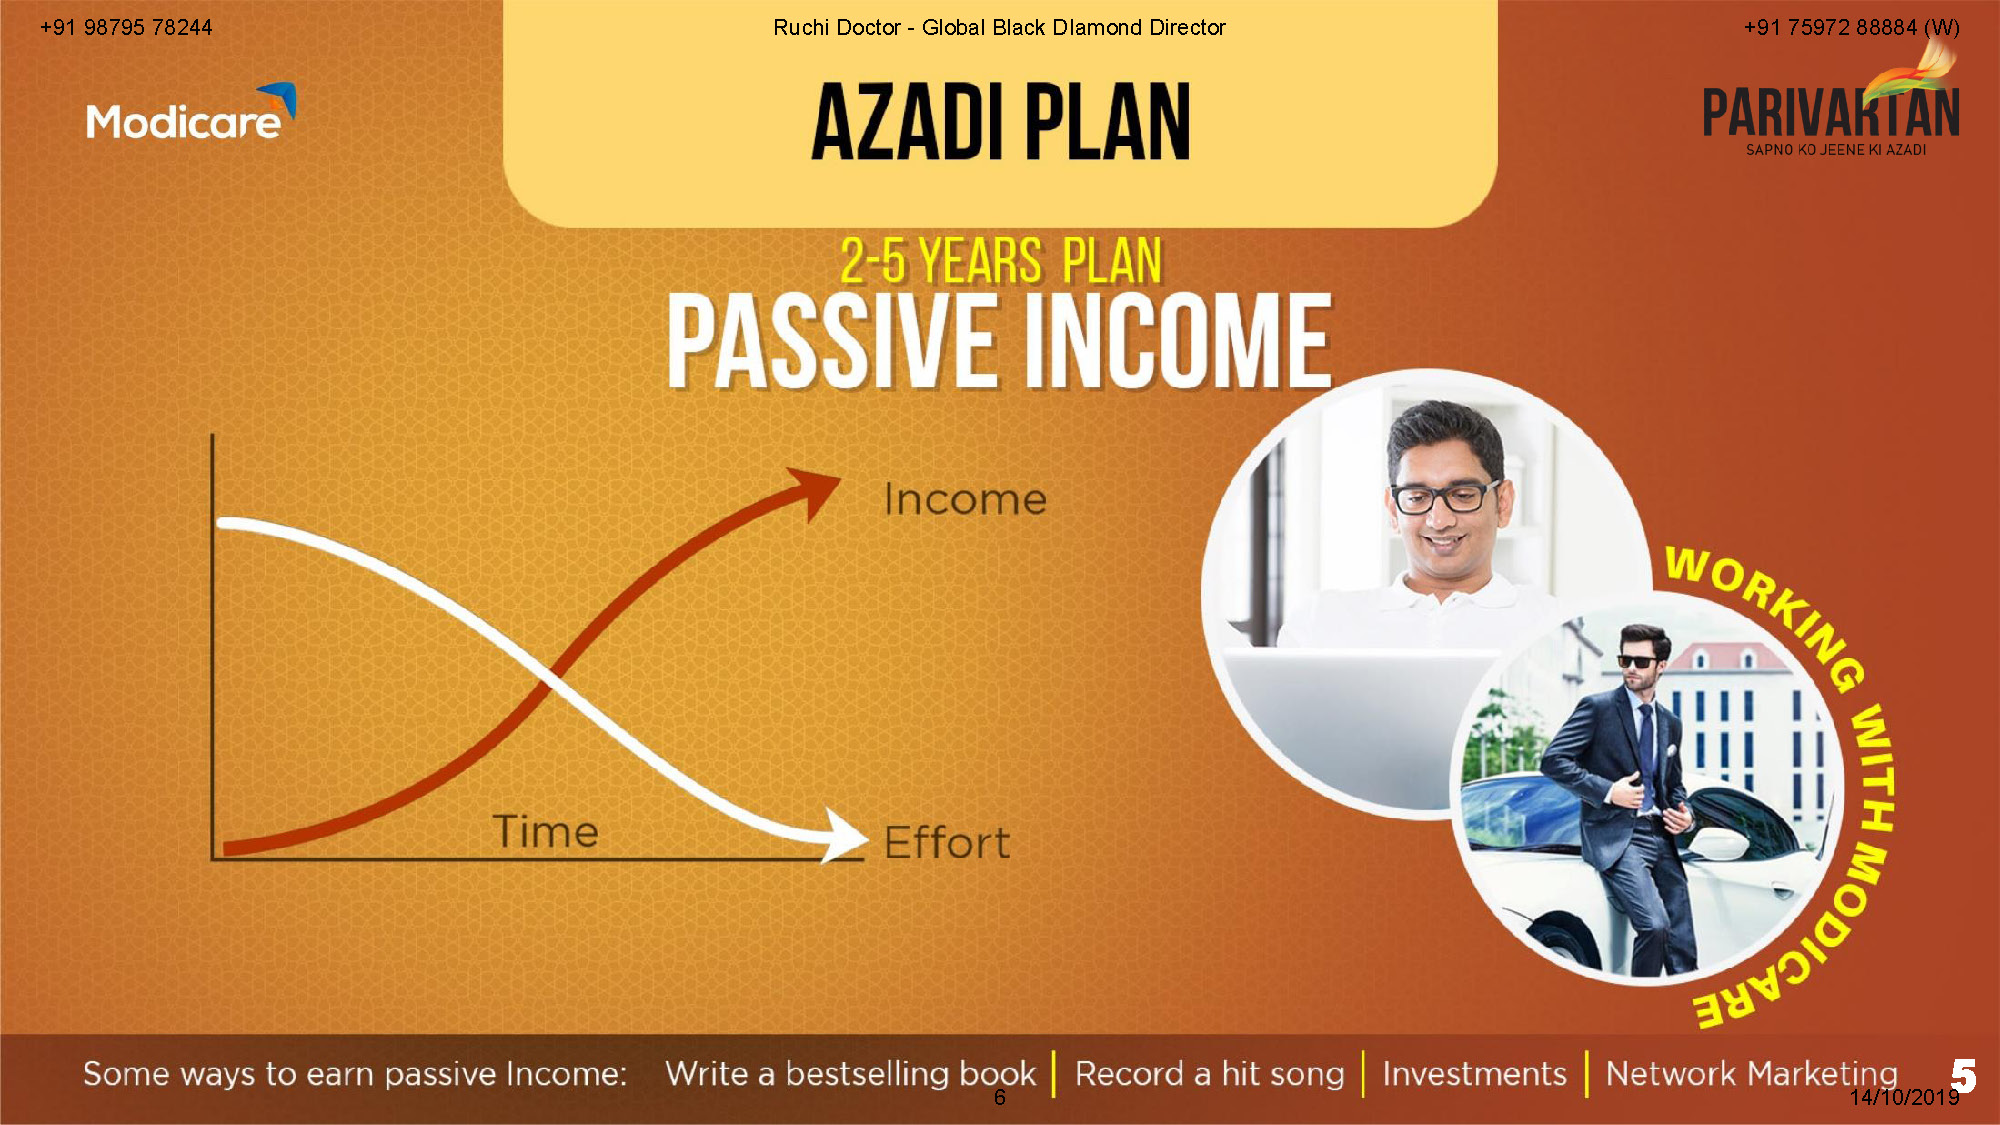 +91 98795 78244
Ruchi Doctor - Global Black DIamond Director
+91 75972 88884 (W)
Modicare
AZADI PLAN
PARIVARTAN
SAPNO KO JEENE KI AZADI
2-5 YEARS PLAN
PASSIVE INCOME
Income
Time
Effort
WORKING WITH MODICARE
Some ways to earn passive Income: Write a bestselling book | Record a hit song | Investments | Network Marketing
5
6
14/10/2019